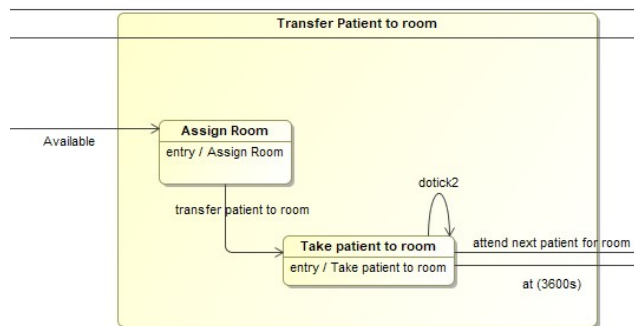 Transfer Patient to room
Assign Room
entry / Assign Room
Available
transfer patient to room
dotick2
Take patient to room
entry / Take patient to room
attend next patient for room
at (3600s)